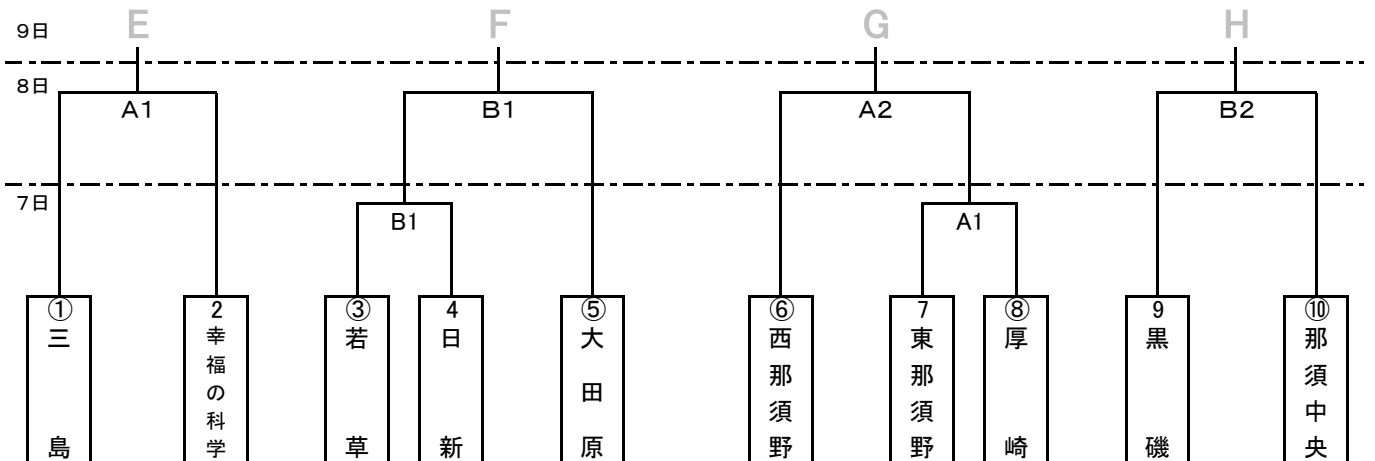 9日 E F G H
8日
A1 B1 A2 B2
7日
B1 A1
① 2 ③ 4 ⑤ ⑥ 7 ⑧ 9 ⑩
三島
幸福の科学
若草
日新
大田原
西那須野
東那須野
厚崎
黒磯
那須中央